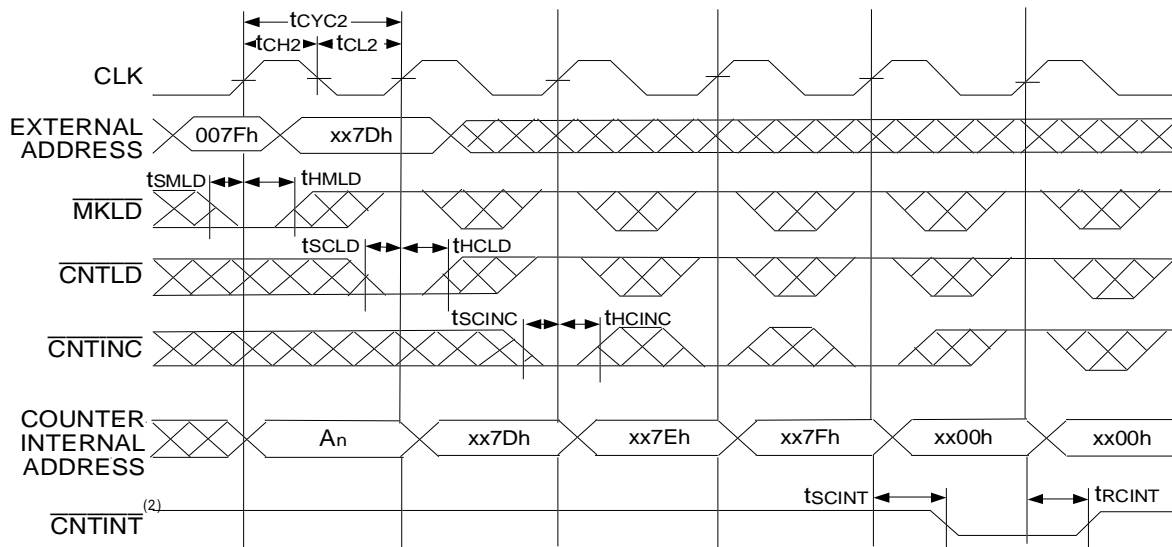 tCYC2
tCH2 tCL2
CLK
EXTERNAL
ADDRESS
007Fh xx7Dh
tSMLD tHMLD
MKLD
tSCLD tHCLD
CNTLD
tSCINC tHCINC
CNTINC
COUNTER
INTERNAL
ADDRESS
An xx7Dh xx7Eh xx7Fh xx00h xx00h
tSCINT tRCINT
CNTINT (2)